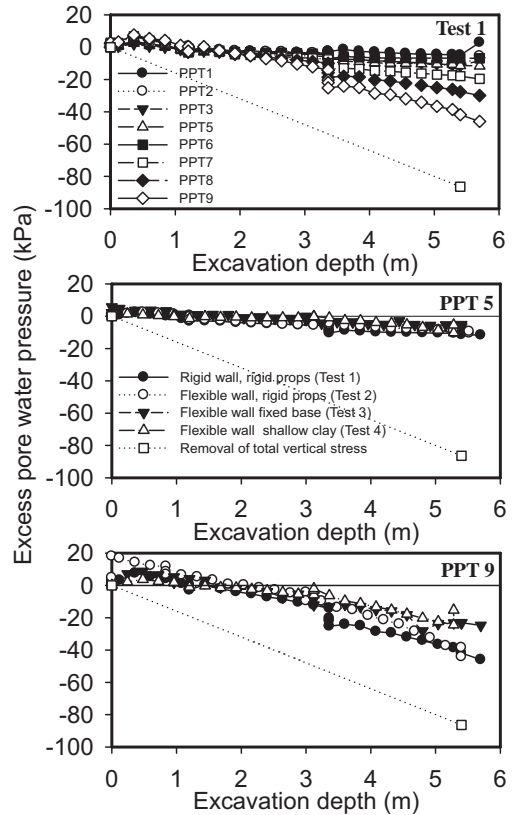 20
Test 1
0
PPT1
-20
PPT2
PPT3
-40
PPT5
PPT6
-60
PPT7
-80
PPT8
PPT9
-100
0 1 2 3 4 5 6
Excavation depth (m)
Excess pore water pressure (kPa)
20
PPT 5
0
-20
Rigid wall, rigid props (Test 1)
-40
Flexible wall, rigid props (Test 2)
Flexible wall fixed base (Test 3)
-60
Flexible wall shallow clay (Test 4)
Removal of total vertical stress
-80
-100
0 1 2 3 4 5 6
Excavation depth (m)
20
PPT 9
0
-20
-40
-60
-80
-100
0 1 2 3 4 5 6
Excavation depth (m)